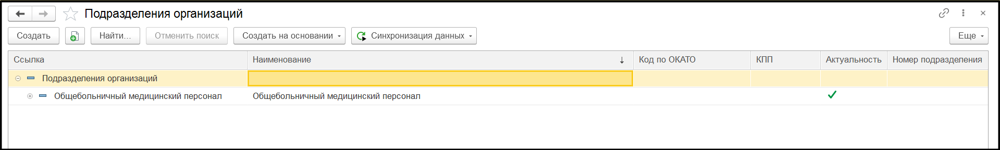 Подразделения организаций
Создать Найти... Отменить поиск Создать на основании Синхронизация данных Еще
Ссылка Наименование Код по ОКАТО КПП Актуальность Номер подразделения
Подразделения организаций
Общебольничный медицинский персонал Общебольничный медицинский персонал